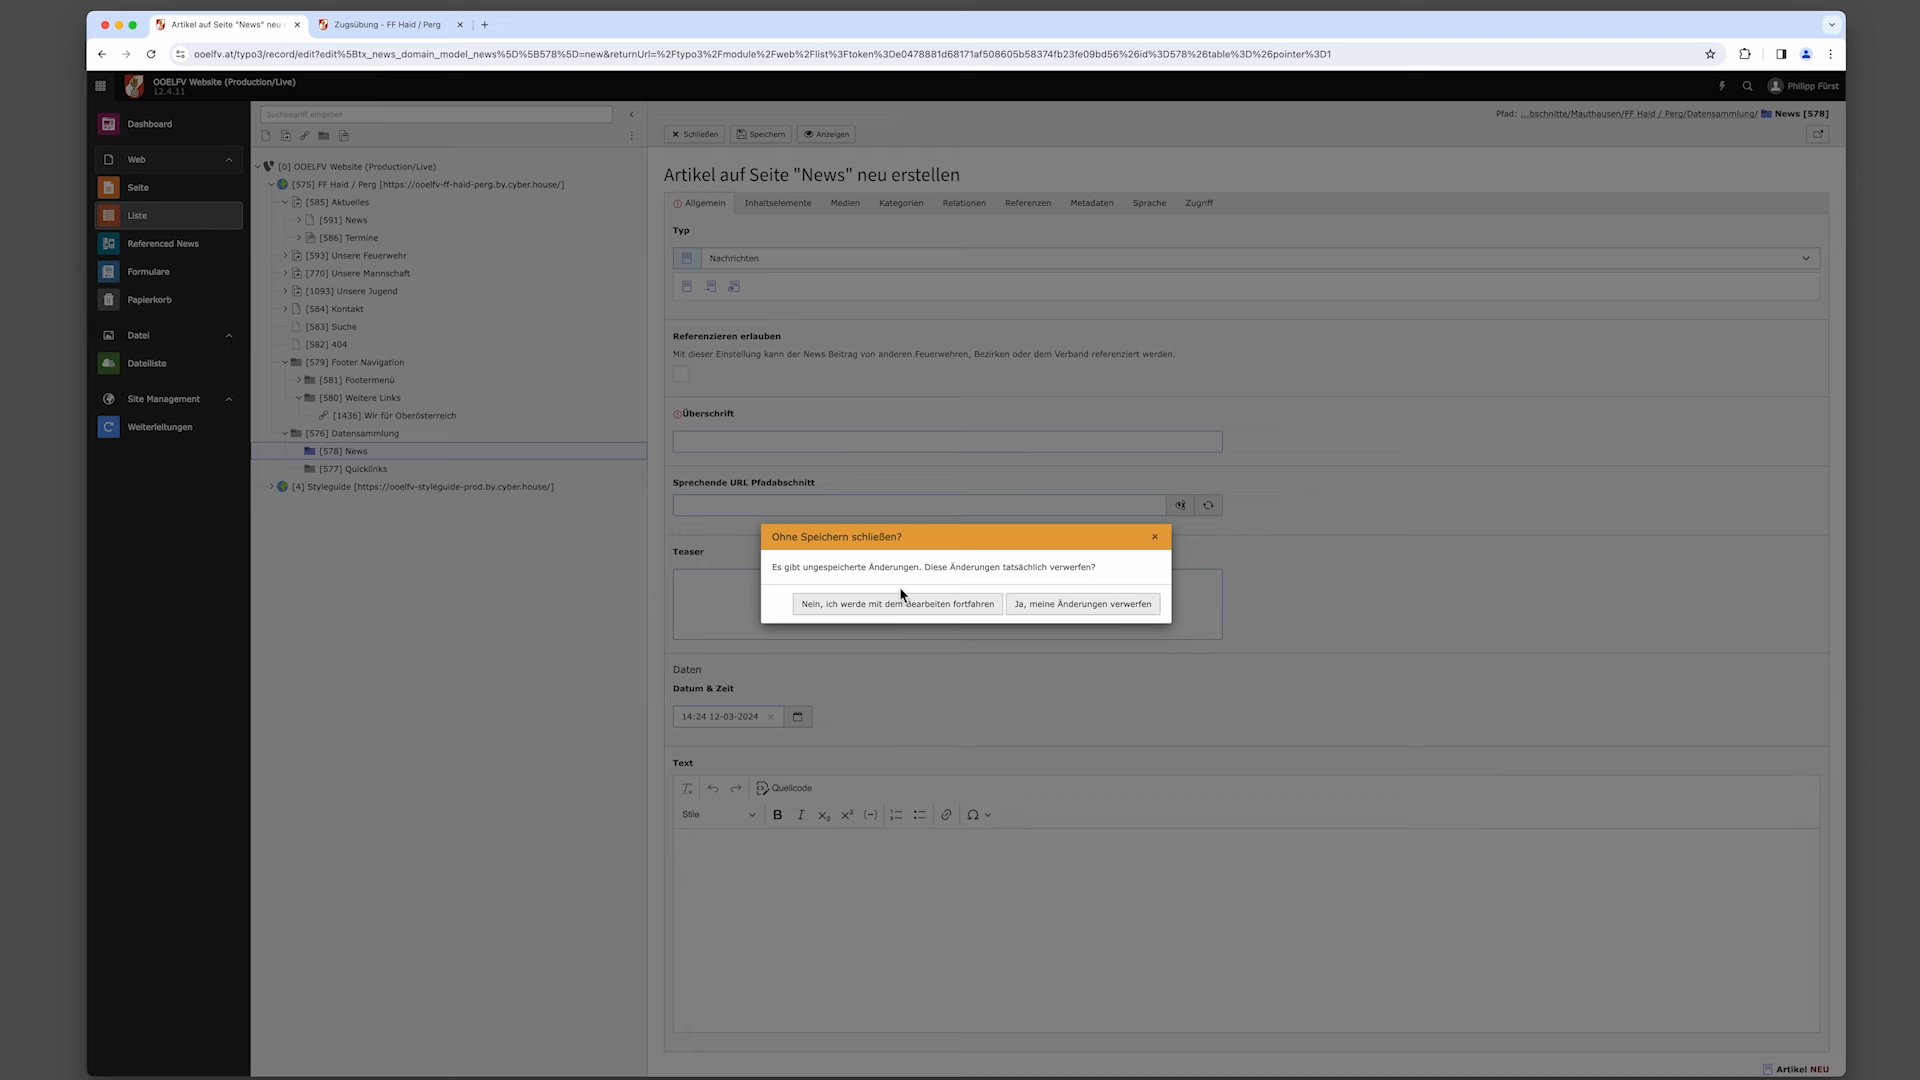 Artikel auf Seite "News" neu
Zugsübung - FF Haid / Perg
ooelfv.at/typo3/record/edit?edit%5Btx_news_domain_model_news%5D%5B578%5D=new&returnUrl=%2Ftypo3%2Fmodule%2Fweb%2Flist%3Ftoken%3De0478881d68171af508605b58374fb23fe09bd56%26id%3D578%26table%3D%26pointer%3D1
OOELFV Website (Production/Live)
12.4.11
Philipp Fürst
Dashboard
Web
Seite
Liste
Referenced News
Formulare
Papierkorb
Datei
Dateiliste
Site Management
Weiterleitungen
Suchbegriff eingeben
[0] OOELFV Website (Production/Live)
[575] FF Haid / Perg [https://ooelfv-ff-haid-perg.by.cyber.house/]
[585] Aktuelles
[591] News
[586] Termine
[593] Unsere Feuerwehr
[770] Unsere Mannschaft
[1093] Unsere Jugend
[584] Kontakt
[583] Suche
[582] 404
[579] Footer Navigation
[581] Footermenü
[580] Weitere Links
[1436] Wir für Oberösterreich
[576] Datensammlung
[578] News
[577] Quicklinks
[4] Styleguide [https://ooelfv-styleguide-prod.by.cyber.house/]
Pfad: ...bschnitte/Mauthausen/FF Haid / Perg/Datensammlung/ News [578]
Schließen Speichern Anzeigen
Artikel auf Seite "News" neu erstellen
Allgemein Inhaltselemente Medien Kategorien Relationen Referenzen Metadaten Sprache Zugriff
Typ
Nachrichten
Referenzieren erlauben
Mit dieser Einstellung kann der News Beitrag von anderen Feuerwehren, Bezirken oder dem Verband referenziert werden.
Überschrift
Sprechende URL Pfadabschnitt
Teaser
Ohne Speichern schließen?
Es gibt ungespeicherte Änderungen. Diese Änderungen tatsächlich verwerfen?
Nein, ich werde mit dem Bearbeiten fortfahren Ja, meine Änderungen verwerfen
Daten
Datum & Zeit
14:24 12-03-2024
Text
Quellcode
Stile
Artikel NEU